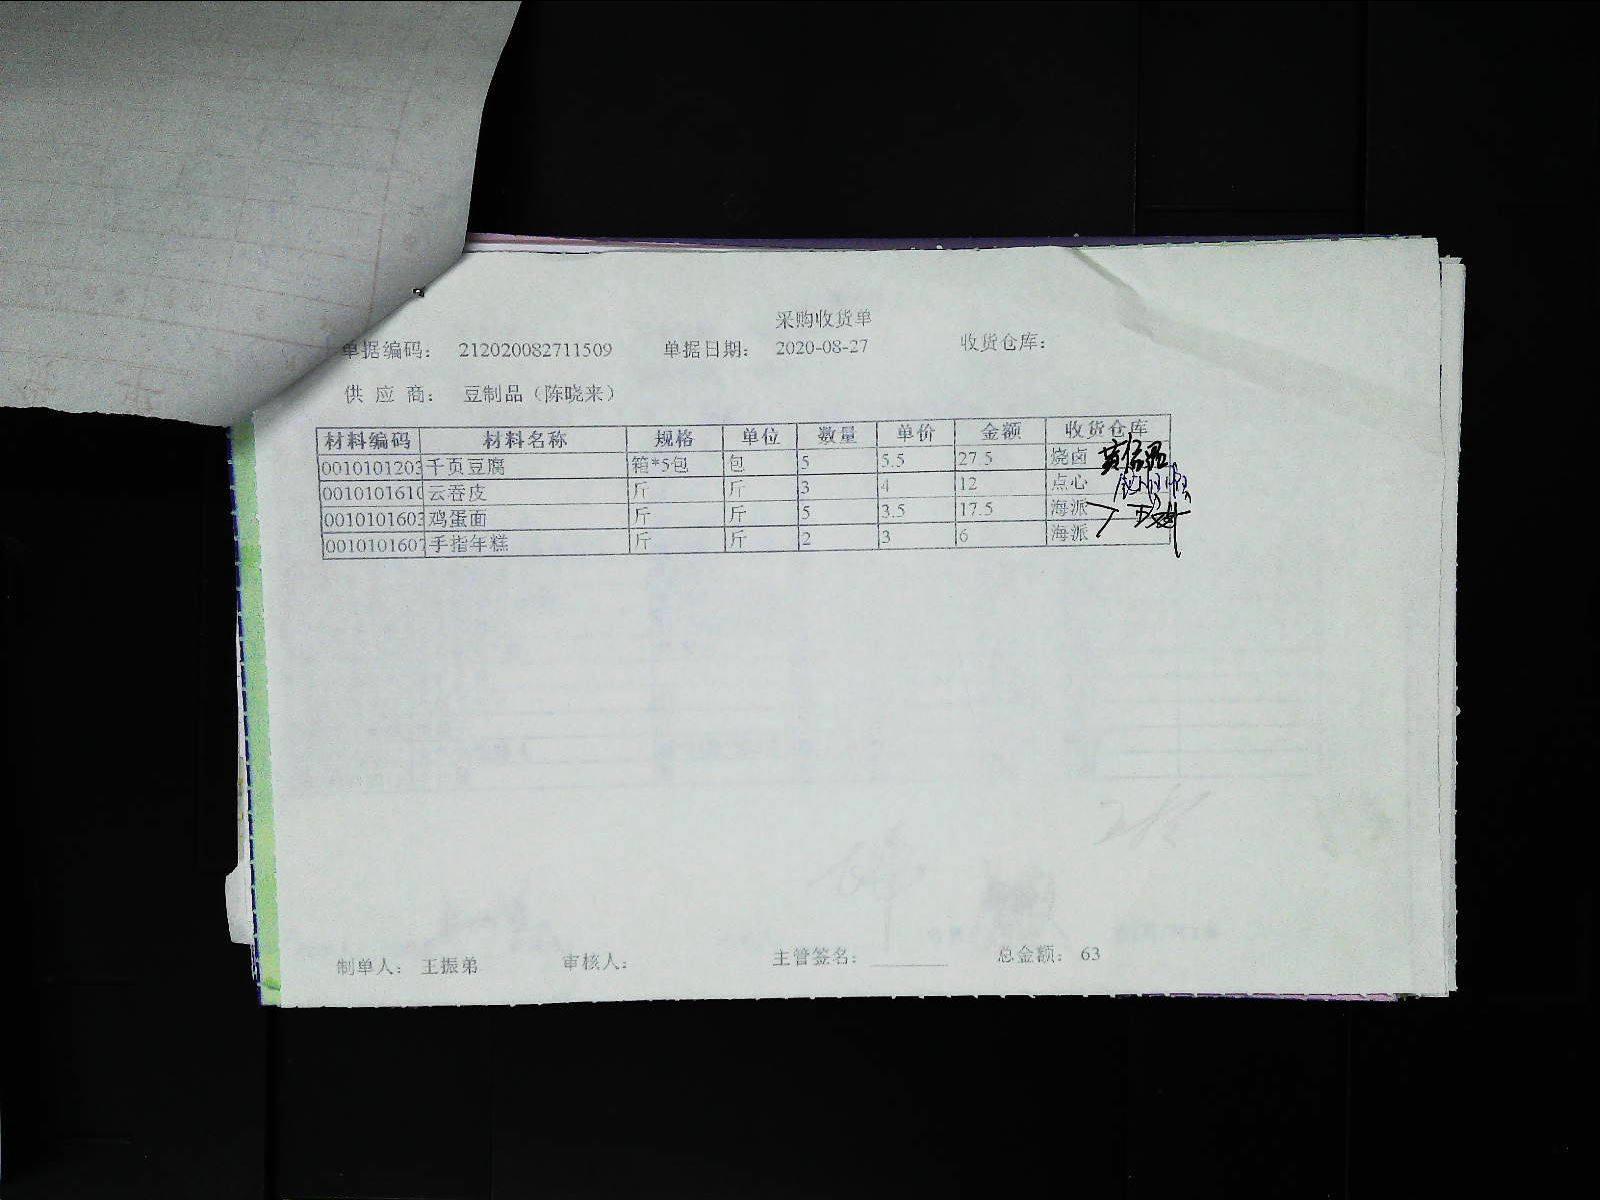 采购收货单
单据编码： 212020082711509 单据日期： 2020-08-27 收货仓库：
供 应 商： 豆制品（陈晓来）
材料编码 材料名称 规格 单位 数量 单价 金额 收货仓库
0010101203 千页豆腐 箱*5包 包 5 5.5 27.5 烧卤
001010161 云吞皮 斤 斤 3 4 12 点心
0010101603 鸡蛋面 斤 斤 5 3.5 17.5 海派
0010101607 手指年糕 斤 斤 2 3 6 海派
制单人： 王振弟 审核人： 主管签名： 总金额： 63